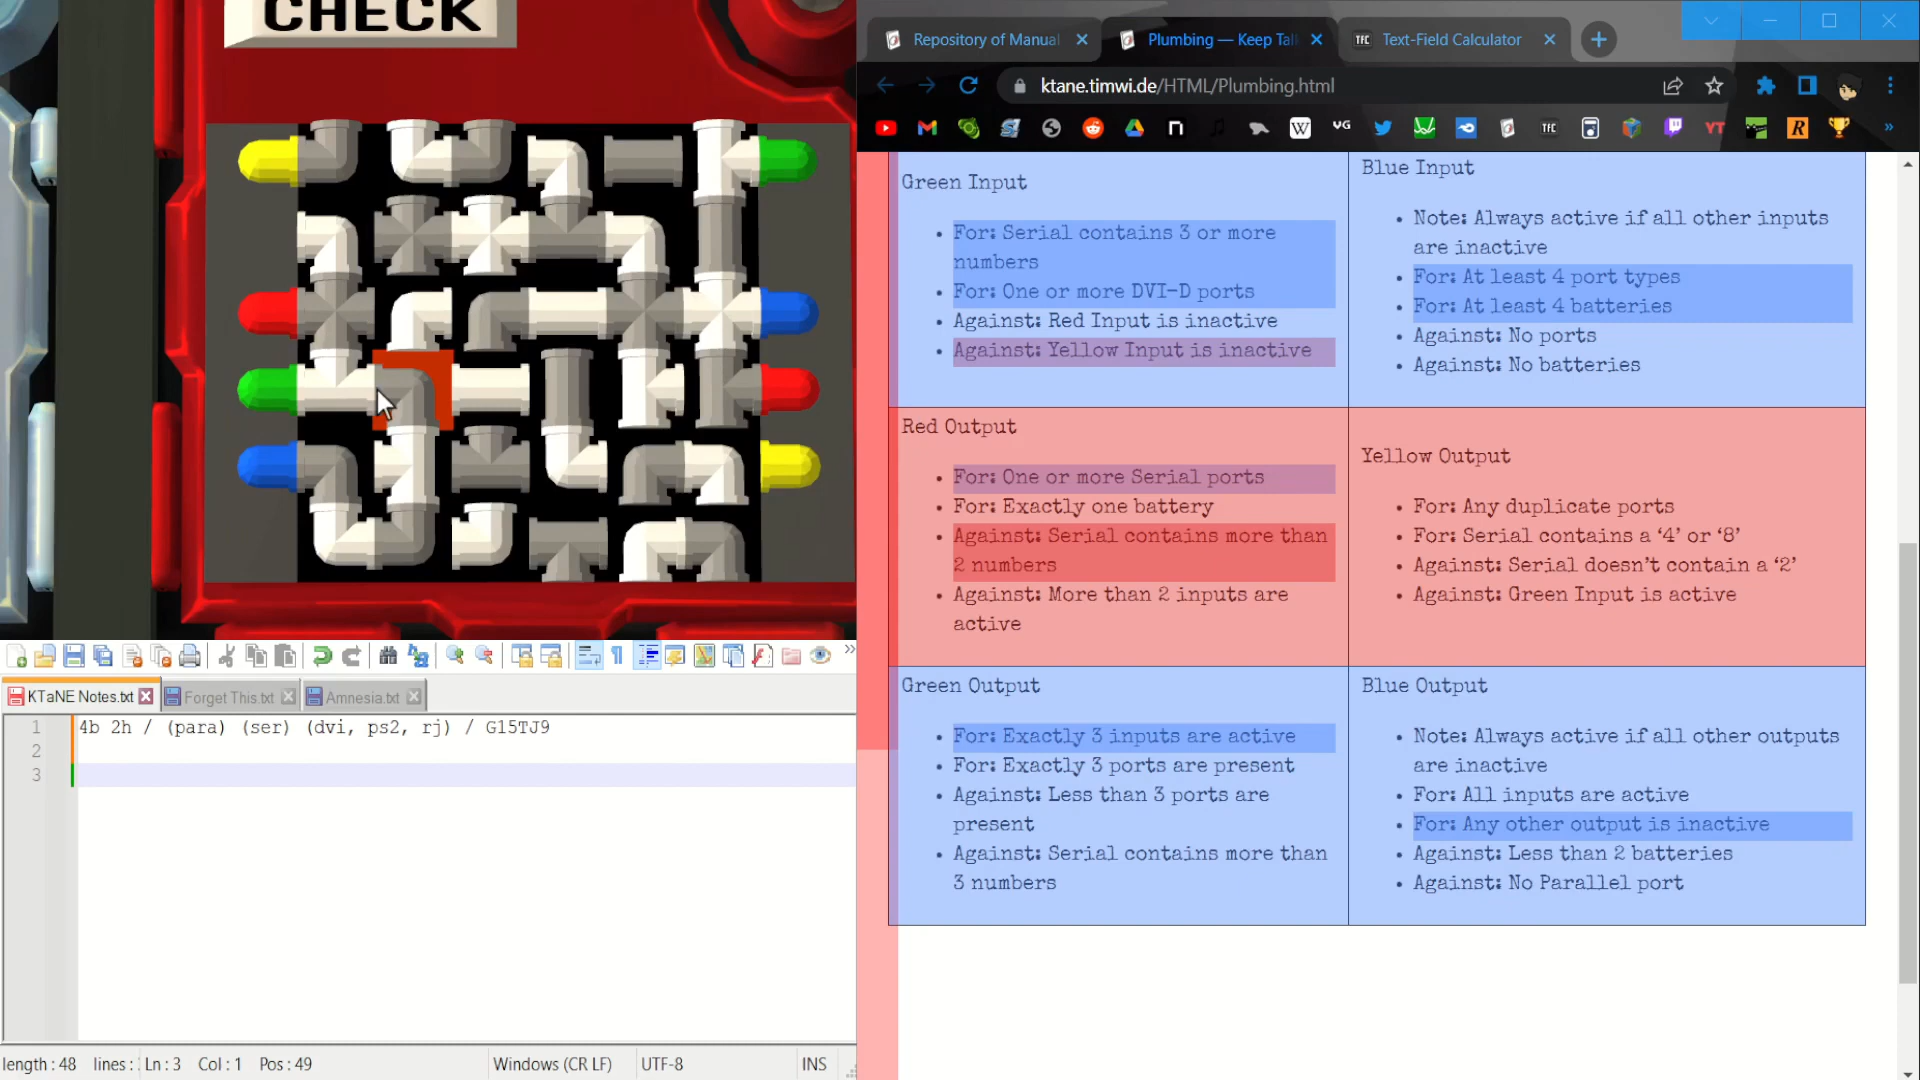 CHECK
Repository of Manual
Plumbing — Keep Tal
TFC Text-Field Calculator
ktane.timwi.de/HTML/Plumbing.html
Green Input
For: Serial contains 3 or more
numbers
For: One or more DVI-D ports
Against: Red Input is inactive
Against: Yellow Input is inactive
Blue Input
Note: Always active if all other inputs
are inactive
For: At least 4 port types
For: At least 4 batteries
Against: No ports
Against: No batteries
Red Output
For: One or more Serial ports
For: Exactly one battery
Against: Serial contains more than
2 numbers
Against: More than 2 inputs are
active
Yellow Output
For: Any duplicate ports
For: Serial contains a ‘4’ or ‘8’
Against: Serial doesn’t contain a ‘2’
Against: Green Input is active
Green Output
For: Exactly 3 inputs are active
For: Exactly 3 ports are present
Against: Less than 3 ports are
present
Against: Serial contains more than
3 numbers
Blue Output
Note: Always active if all other outputs
are inactive
For: All inputs are active
For: Any other output is inactive
Against: Less than 2 batteries
Against: No Parallel port
KTaNE Notes.txt
Forget This.txt
Amnesia.txt
1 4b 2h / (para) (ser) (dvi, ps2, rj) / G15TJ9
2
3
length : 48 lines : Ln : 3 Col : 1 Pos : 49 Windows (CR LF) UTF-8 INS